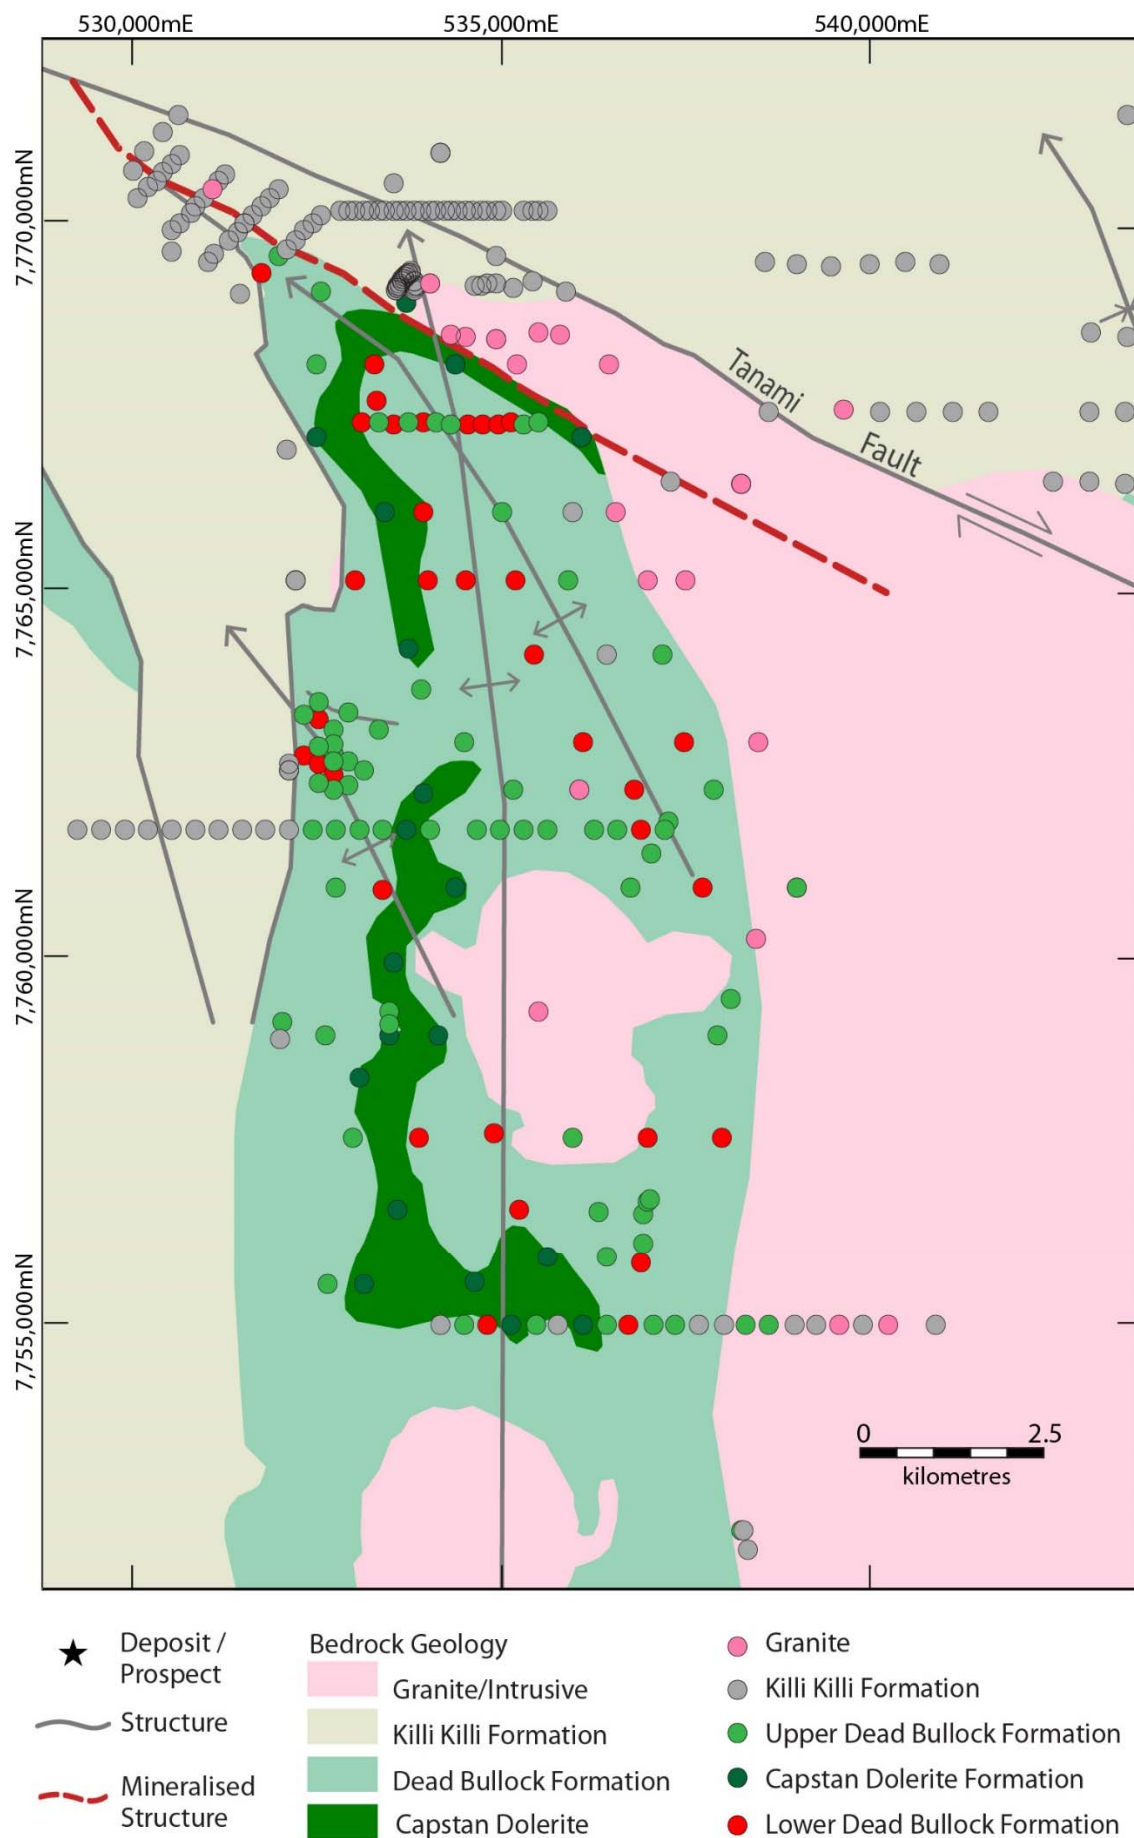 530,000mE
535,000mE
540,000mE
7,770,000mN
Tanami
Fault
7,765,000mN
7,760,000mN
7,755,000mN
0 2.5
kilometres
Deposit /
Prospect
Structure
Mineralised
Structure
Bedrock Geology
Granite/Intrusive
Killi Killi Formation
Dead Bullock Formation
Capstan Dolerite
Granite
Killi Killi Formation
Upper Dead Bullock Formation
Capstan Dolerite Formation
Lower Dead Bullock Formation